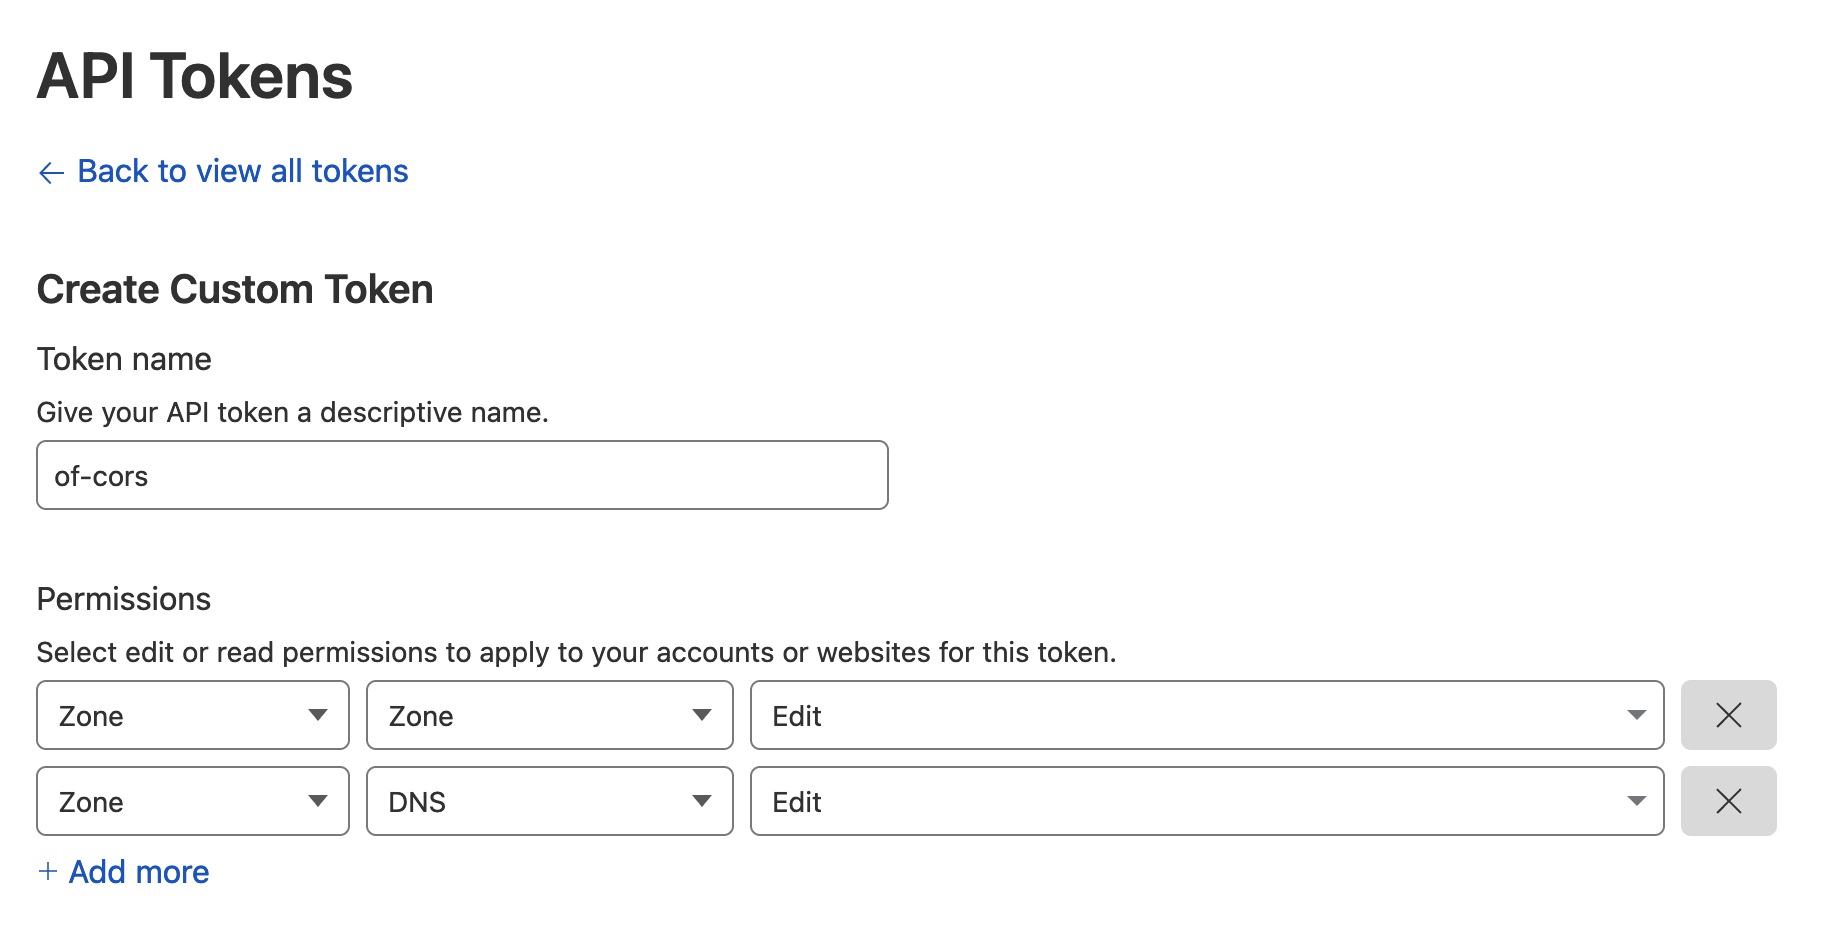 API Tokens
← Back to view all tokens
Create Custom Token
Token name
Give your API token a descriptive name.
of-cors
Permissions
Select edit or read permissions to apply to your accounts or websites for this token.
Zone Zone Edit
Zone DNS Edit
+ Add more